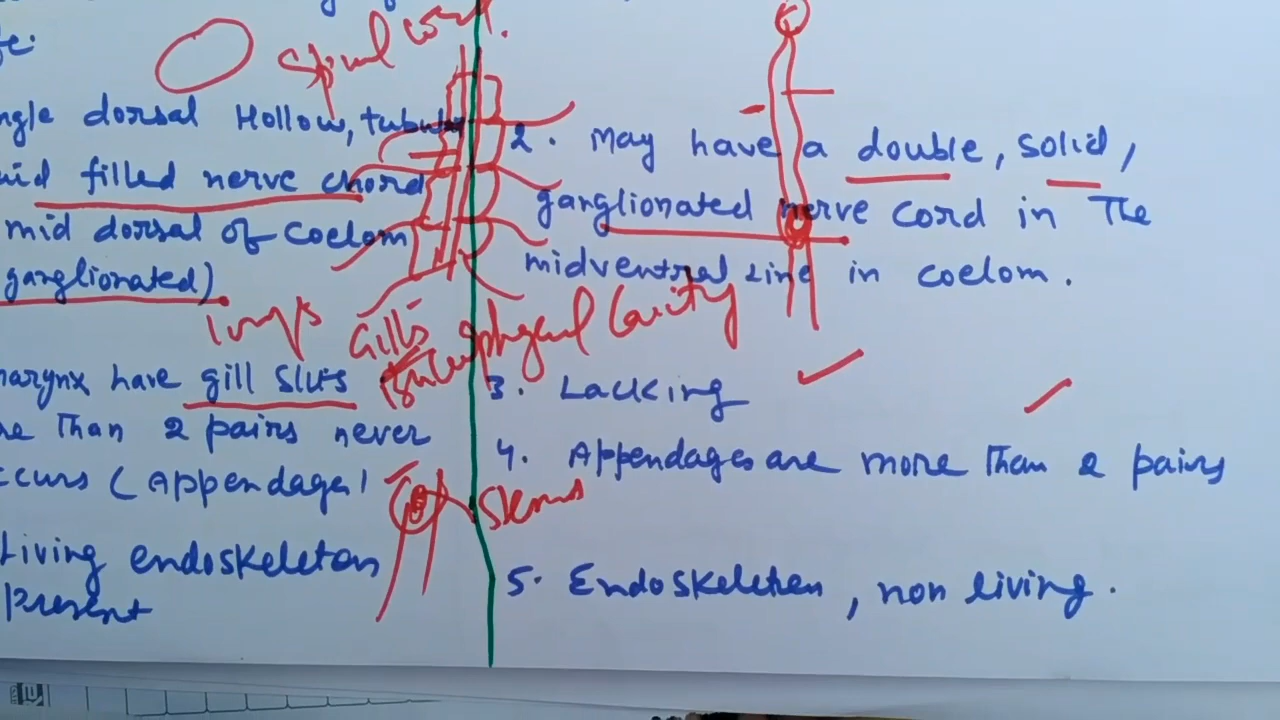 fe.
Spinal cord.
ngle dorsal Hollow, tubular
uid filled nerve chord
mid dorsal of coelom
ganglionated)
lungs Gills
pharyngeal Cavity
harynx have gill slits
re Than 2 pairs never
ccurs (Appendage)
Living endoskeleton
Present
2. May have a double, solid,
ganglionated nerve cord in The
midventral line in coelom.
3. Lacking
4. Appendages are more Than 2 pairs
5. Endoskeleton, non living.